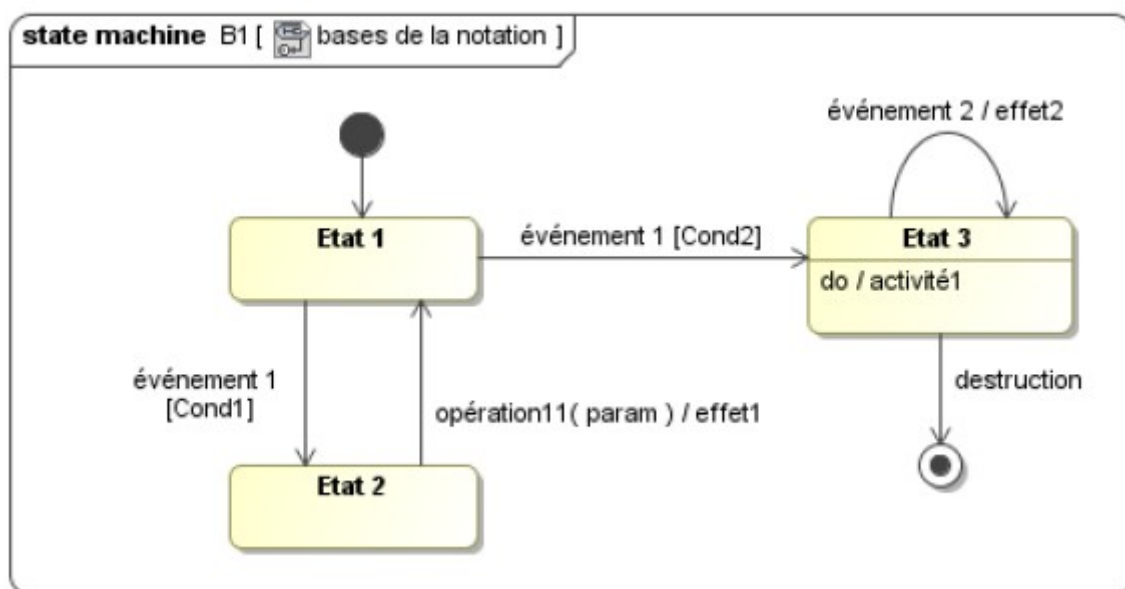 state machine B1 [ bases de la notation ]
événement 2 / effet2
Etat 1
événement 1 [Cond2]
Etat 3
do / activité1
événement 1
[Cond1]
opération11( param ) / effet1
destruction
Etat 2